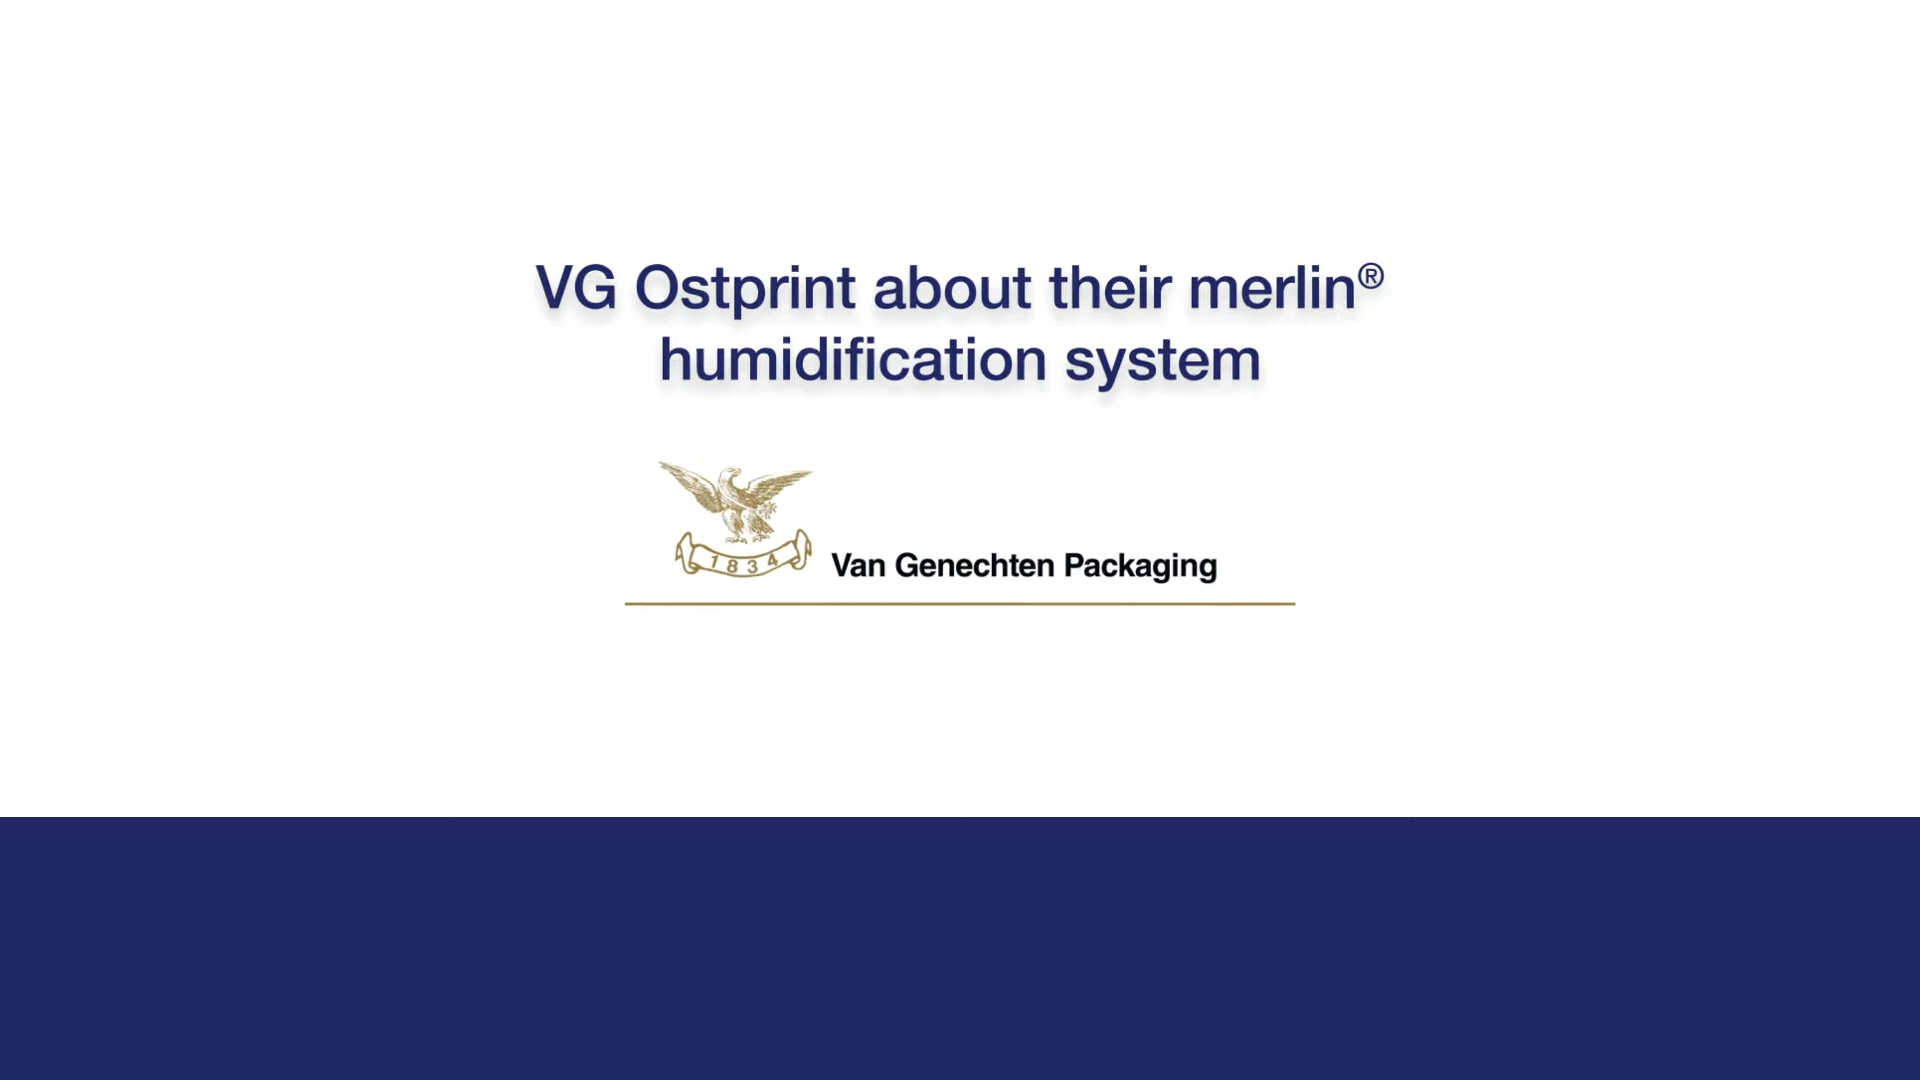 VG Ostprint about their merlin®
humidification system
1834
Van Genechten Packaging